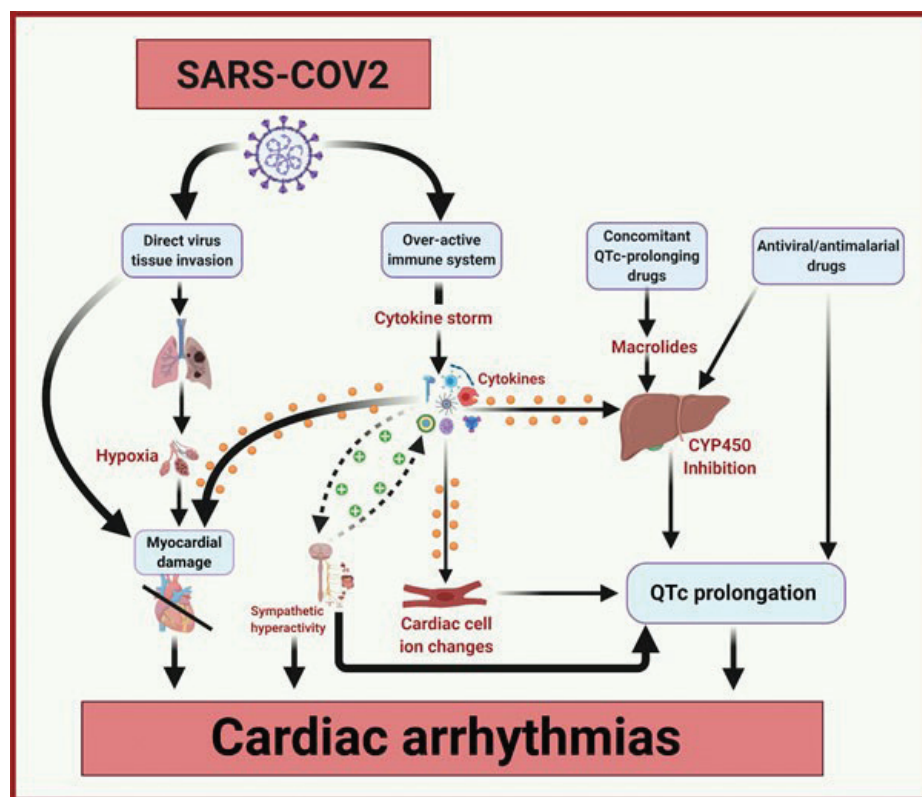 SARS-COV2
Direct virus
tissue invasion
Over-active
immune system
Concomitant
QTc-prolonging
drugs
Antiviral/antimalarial
drugs
Cytokine storm
Macrolides
Cytokines
Hypoxia
CYP450
Inhibition
Myocardial
damage
Sympathetic
hyperactivity
Cardiac cell
ion changes
QTc prolongation
Cardiac arrhythmias